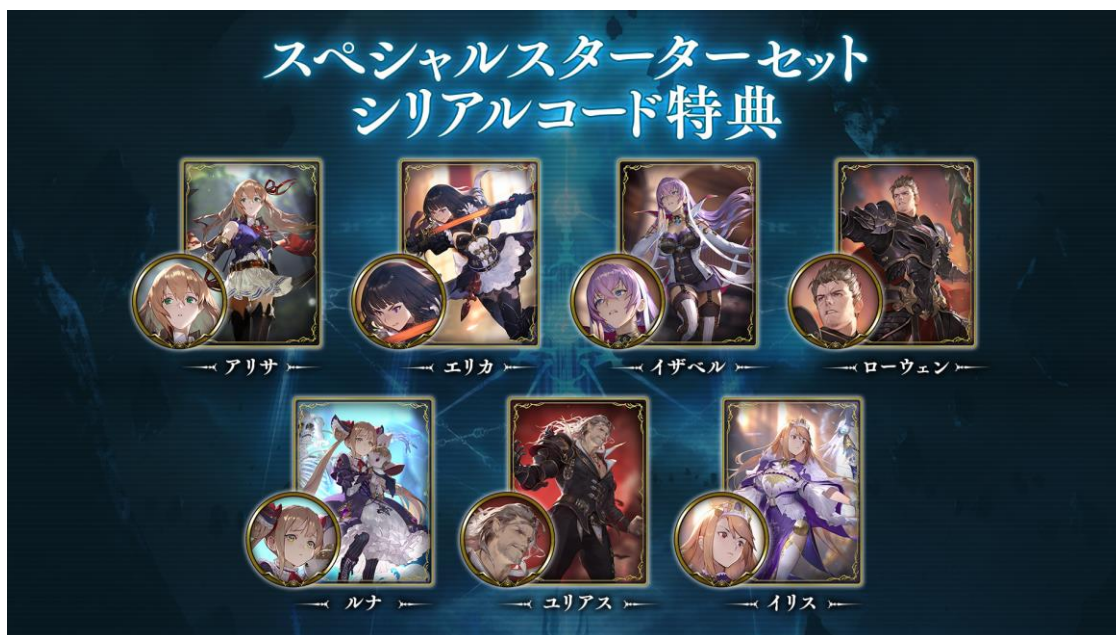 スペシャルスターターセット
シリアルコード特典
アリサ
エリカ
イザベル
ローウェン
ルナ
ユリアス
イリス